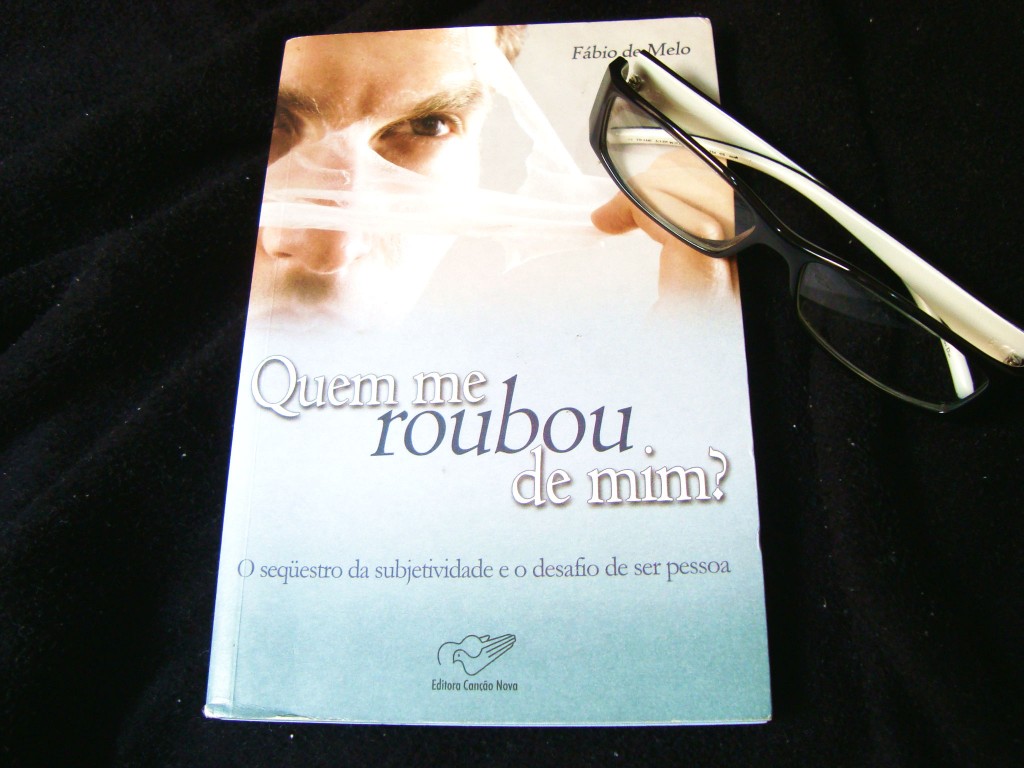 Fábio de Melo
Quem me
roubou
de mim?
O seqüestro da subjetividade e o desafio de ser pessoa
Editora Canção Nova